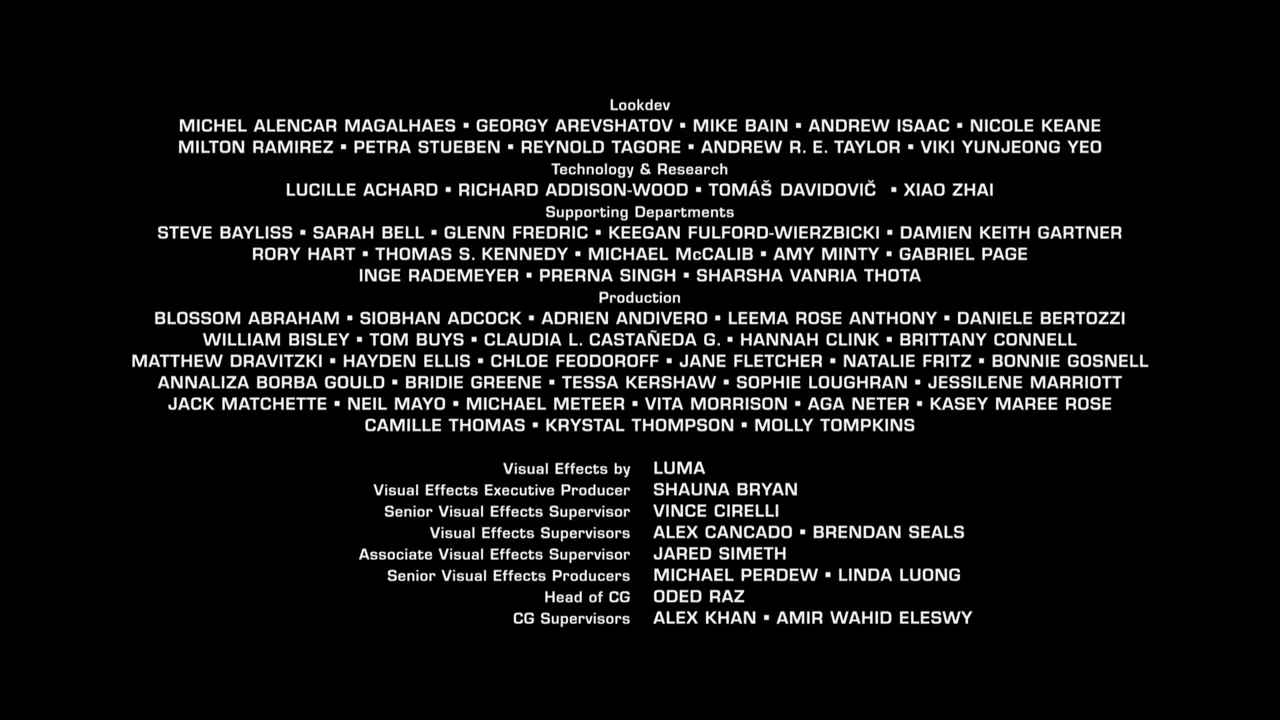 Lookdev
MICHEL ALENCAR MAGALHAES ▪ GEORGY AREVSHATOV ▪ MIKE BAIN ▪ ANDREW ISAAC ▪ NICOLE KEANE
MILTON RAMIREZ ▪ PETRA STUEBEN ▪ REYNOLD TAGORE ▪ ANDREW R. E. TAYLOR ▪ VIKI YUNJEONG YEO
Technology & Research
LUCILLE ACHARD ▪ RICHARD ADDISON-WOOD ▪ TOMÁŠ DAVIDOVIČ ▪ XIAO ZHAI
Supporting Departments
STEVE BAYLISS ▪ SARAH BELL ▪ GLENN FREDRIC ▪ KEEGAN FULFORD-WIERZBICKI ▪ DAMIEN KEITH GARTNER
RORY HART ▪ THOMAS S. KENNEDY ▪ MICHAEL McCALIB ▪ AMY MINTY ▪ GABRIEL PAGE
INGE RADEMEYER ▪ PRERNA SINGH ▪ SHARSHA VANRIA THOTA
Production
BLOSSOM ABRAHAM ▪ SIOBHAN ADCOCK ▪ ADRIEN ANDIVERO ▪ LEEMA ROSE ANTHONY ▪ DANIELE BERTOZZI
WILLIAM BISLEY ▪ TOM BUYS ▪ CLAUDIA L. CASTAÑEDA G. ▪ HANNAH CLINK ▪ BRITTANY CONNELL
MATTHEW DRAVITZKI ▪ HAYDEN ELLIS ▪ CHLOE FEODOROFF ▪ JANE FLETCHER ▪ NATALIE FRITZ ▪ BONNIE GOSNELL
ANNALIZA BORBA GOULD ▪ BRIDIE GREENE ▪ TESSA KERSHAW ▪ SOPHIE LOUGHRAN ▪ JESSILENE MARRIOTT
JACK MATCHETTE ▪ NEIL MAYO ▪ MICHAEL METEER ▪ VITA MORRISON ▪ AGA NETER ▪ KASEY MAREE ROSE
CAMILLE THOMAS ▪ KRYSTAL THOMPSON ▪ MOLLY TOMPKINS
Visual Effects by LUMA
Visual Effects Executive Producer SHAUNA BRYAN
Senior Visual Effects Supervisor VINCE CIRELLI
Visual Effects Supervisors ALEX CANCADO ▪ BRENDAN SEALS
Associate Visual Effects Supervisor JARED SIMETH
Senior Visual Effects Producers MICHAEL PERDEW ▪ LINDA LUONG
Head of CG ODED RAZ
CG Supervisors ALEX KHAN ▪ AMIR WAHID ELESWY